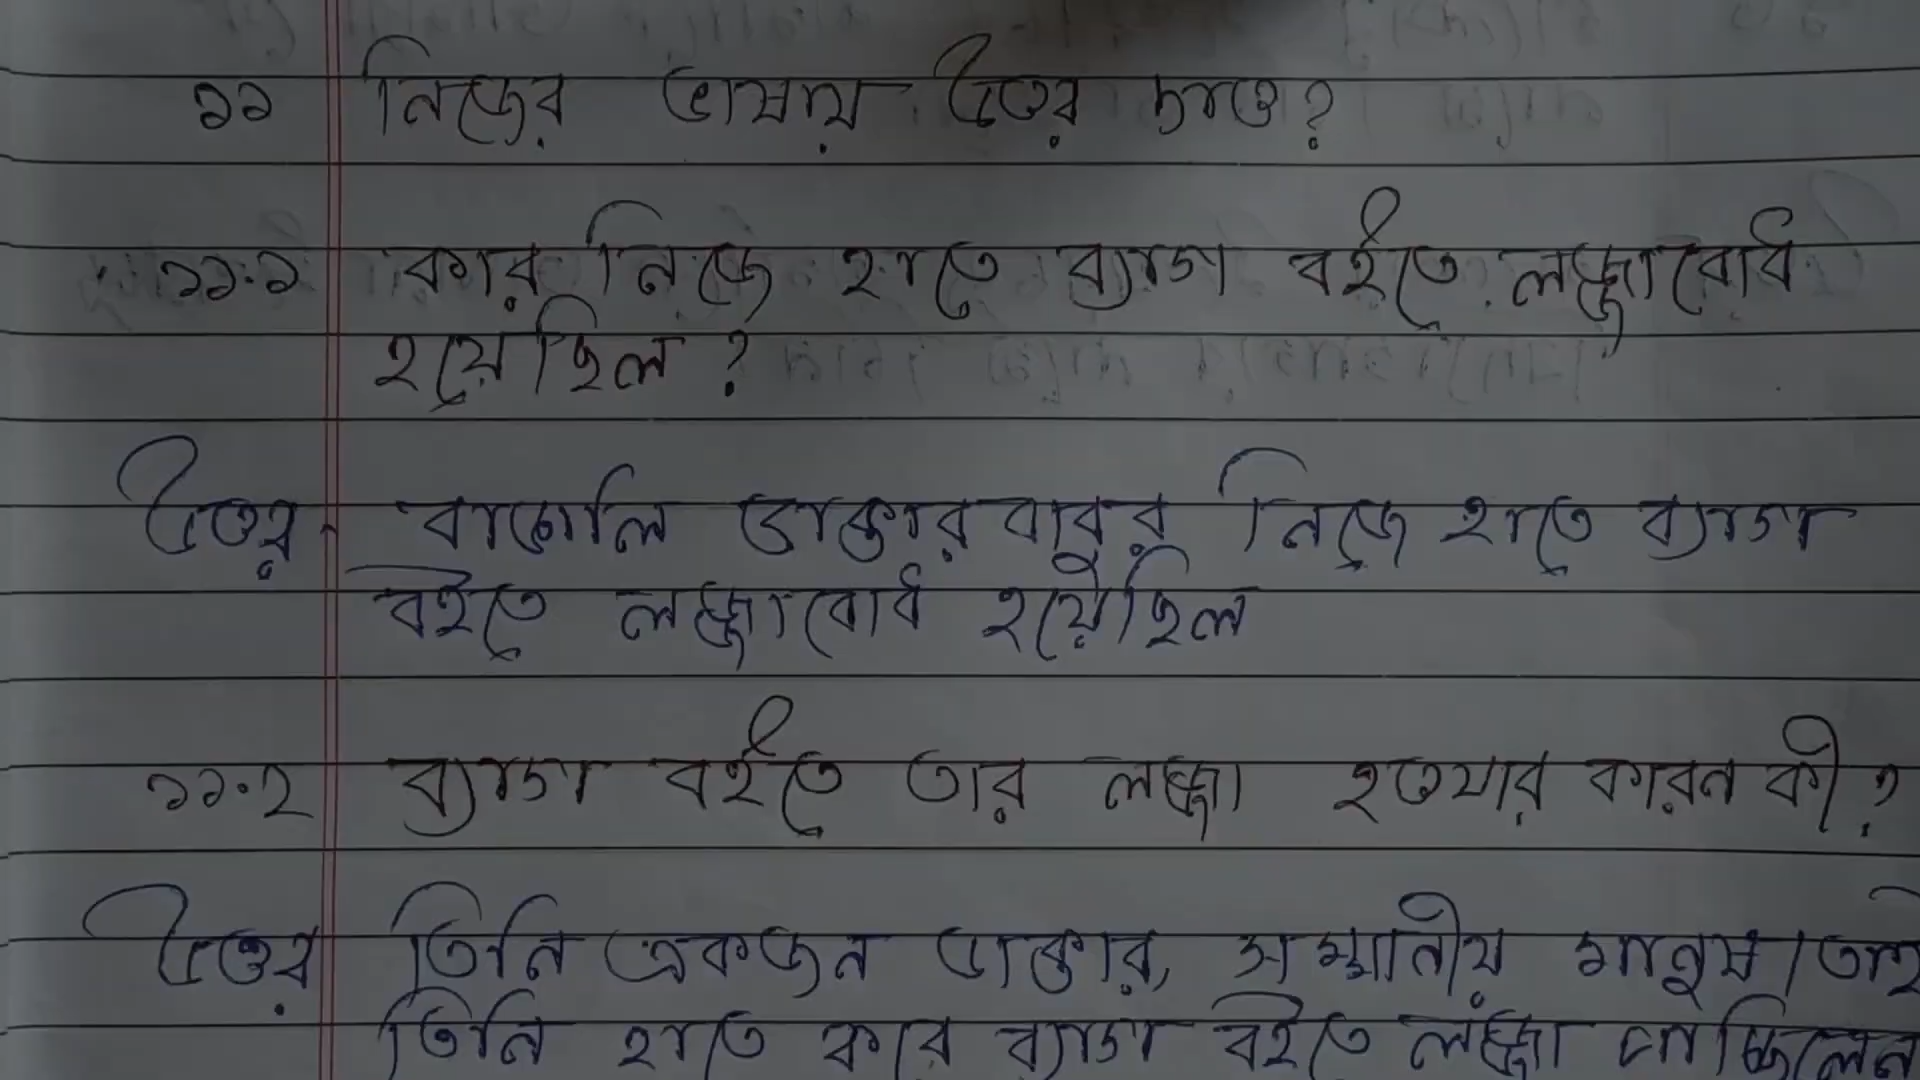 ১১ নিজের ভাষায় উত্তর দাও?
১১.১ কার নিজে হাতে ব্যাগ বইতে লজ্জাবোধ
হয়েছিল?
উত্তর - বাঙালি ডাক্তার বাবুর নিজে হাতে ব্যাগ
বইতে লজ্জাবোধ হয়েছিল
১১.২ ব্যাগ বইতে তার লজ্জা হওয়ার কারন কী?
উত্তর তিনি একজন ডাক্তার, সম্মানীয় মানুষ। তাই
তিনি হাতে করে ব্যাগ বইতে লজ্জা পাচ্ছিলেন